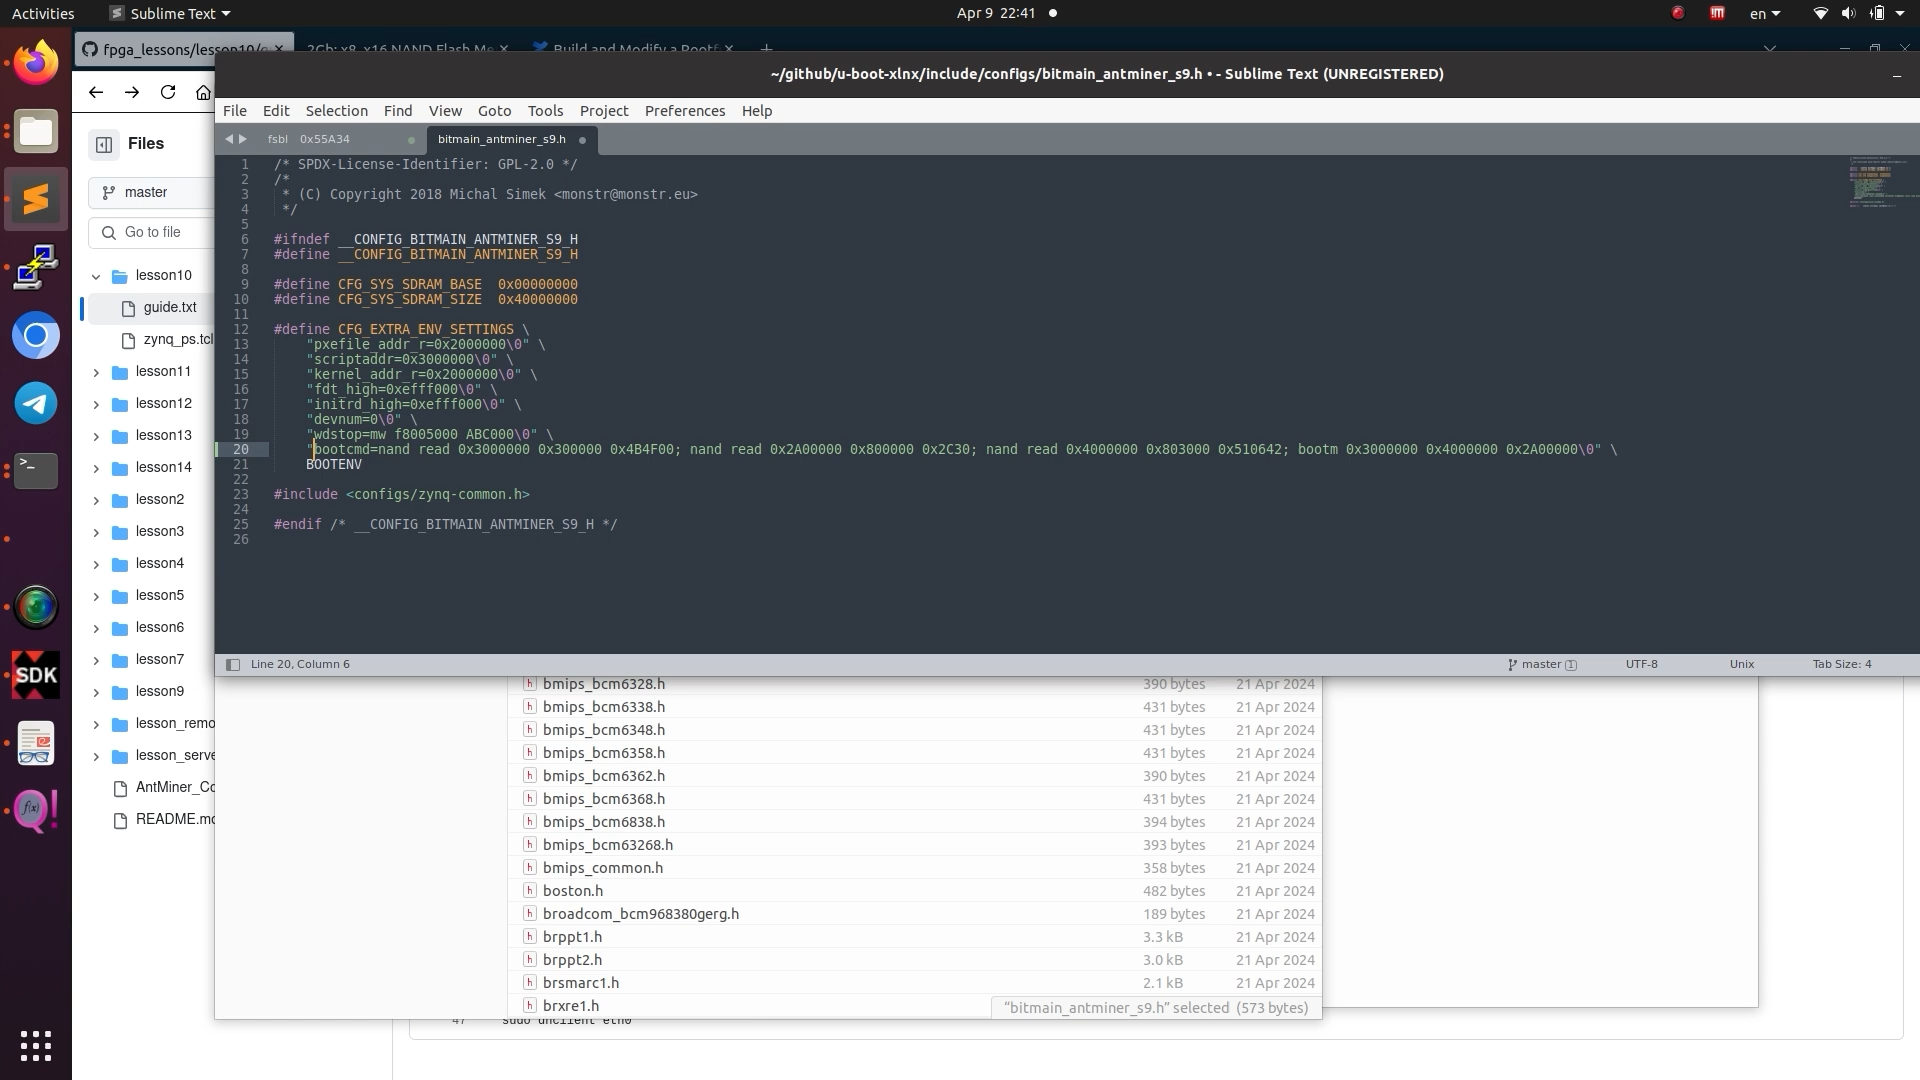 Activities
Sublime Text
Apr 9 22:41
en
fpga_lessons/lesson10/
2Gb: x8, x16 NAND Flash Me
Build and Modify a Rootf
~/github/u-boot-xlnx/include/configs/bitmain_antminer_s9.h • - Sublime Text (UNREGISTERED)
File Edit Selection Find View Goto Tools Project Preferences Help
fsbl 0x55A34
bitmain_antminer_s9.h
Files
master
Go to file
lesson10
guide.txt
zynq_ps.tcl
lesson11
lesson12
lesson13
lesson14
lesson2
lesson3
lesson4
lesson5
lesson6
lesson7
lesson9
lesson_remo
lesson_serve
AntMiner_Co
README.md
SDK
1 /* SPDX-License-Identifier: GPL-2.0 */
2 /*
3 * (C) Copyright 2018 Michal Simek <monstr@monstr.eu>
4 */
5
6 #ifndef __CONFIG_BITMAIN_ANTMINER_S9_H
7 #define __CONFIG_BITMAIN_ANTMINER_S9_H
8
9 #define CFG_SYS_SDRAM_BASE 0x00000000
10 #define CFG_SYS_SDRAM_SIZE 0x40000000
11
12 #define CFG_EXTRA_ENV_SETTINGS \
13 "pxefile_addr_r=0x2000000\0" \
14 "scriptaddr=0x3000000\0" \
15 "kernel_addr_r=0x2000000\0" \
16 "fdt_high=0xefff000\0" \
17 "initrd_high=0xefff000\0" \
18 "devnum=0\0" \
19 "wdstop=mw f8005000 ABC000\0" \
20 "bootcmd=nand read 0x3000000 0x300000 0x4B4F00; nand read 0x2A00000 0x800000 0x2C30; nand read 0x4000000 0x803000 0x510642; bootm 0x3000000 0x4000000 0x2A00000\0" \
21 BOOTENV
22
23 #include <configs/zynq-common.h>
24
25 #endif /* __CONFIG_BITMAIN_ANTMINER_S9_H */
26
Line 20, Column 6
master 1
UTF-8
Unix
Tab Size: 4
bmips_bcm6328.h 390 bytes 21 Apr 2024
bmips_bcm6338.h 431 bytes 21 Apr 2024
bmips_bcm6348.h 431 bytes 21 Apr 2024
bmips_bcm6358.h 431 bytes 21 Apr 2024
bmips_bcm6362.h 390 bytes 21 Apr 2024
bmips_bcm6368.h 431 bytes 21 Apr 2024
bmips_bcm6838.h 394 bytes 21 Apr 2024
bmips_bcm63268.h 393 bytes 21 Apr 2024
bmips_common.h 358 bytes 21 Apr 2024
boston.h 482 bytes 21 Apr 2024
broadcom_bcm968380gerg.h 189 bytes 21 Apr 2024
brppt1.h 3.3 kB 21 Apr 2024
brppt2.h 3.0 kB 21 Apr 2024
brsmarc1.h 2.1 kB 21 Apr 2024
brxre1.h
"bitmain_antminer_s9.h" selected (573 bytes)
47 sudo dhclient eth0